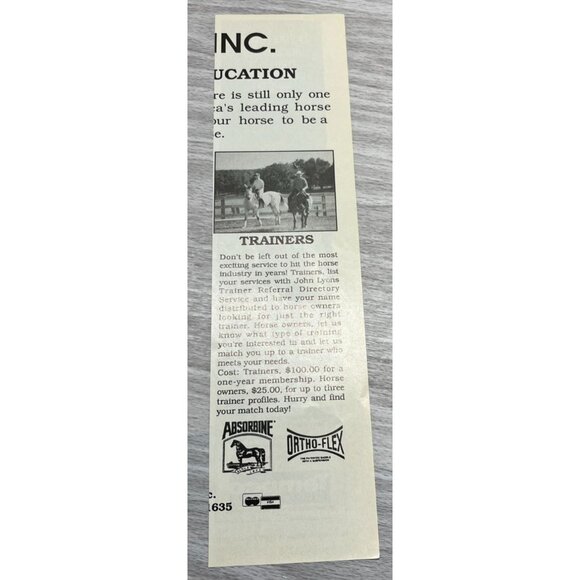 INC.
UCATION
re is still only one
ca's leading horse
our horse to be a
e.
TRAINERS
Don't be left out of the most
exciting service to hit the horse
industry in years! Trainers, list
your services with John Lyons
Trainer Referral Directory
Service and have your name
distributed to horse owners
looking for just the right
trainer. Horse owners, let us
know what type of training
you're interested in and let us
match you up to a trainer who
meets your needs.
Cost: Trainers, $100.00 for a
one-year membership. Horse
owners, $25.00, for up to three
trainer profiles. Hurry and find
your match today!
ABSORBINE
ORTHO-FLEX
c.
1635